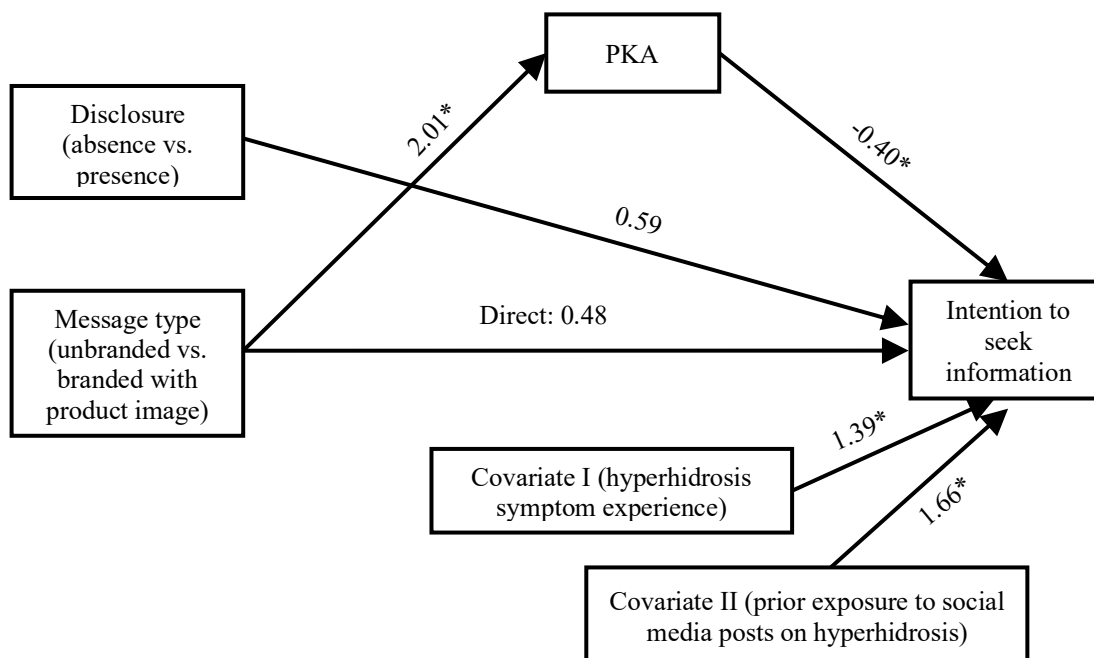 PKA
Disclosure
(absence vs.
presence)
2.01*
-0.40*
0.59
Message type
(unbranded vs.
branded with
product image)
Direct: 0.48
Intention to
seek
information
Covariate I (hyperhidrosis
symptom experience)
1.39*
1.66*
Covariate II (prior exposure to social
media posts on hyperhidrosis)